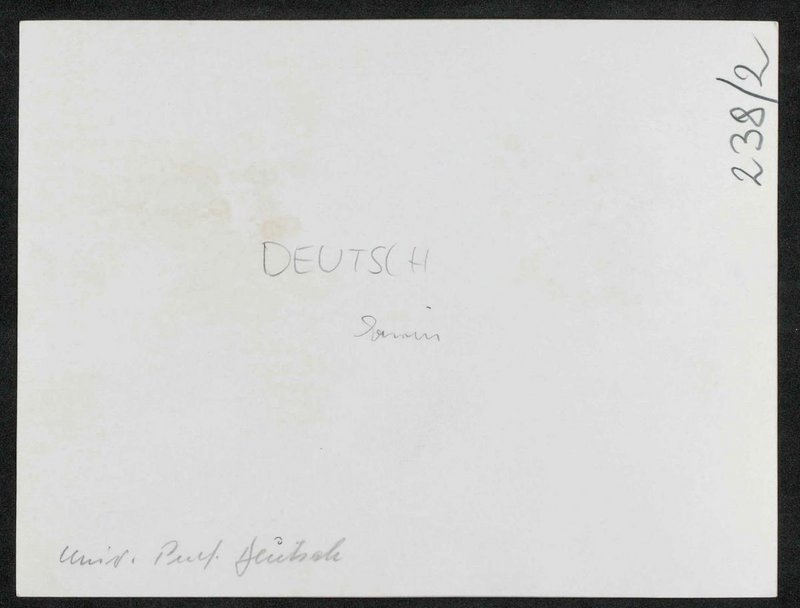 238/2
DEUTSCH
Univ. Prof. Deutsch